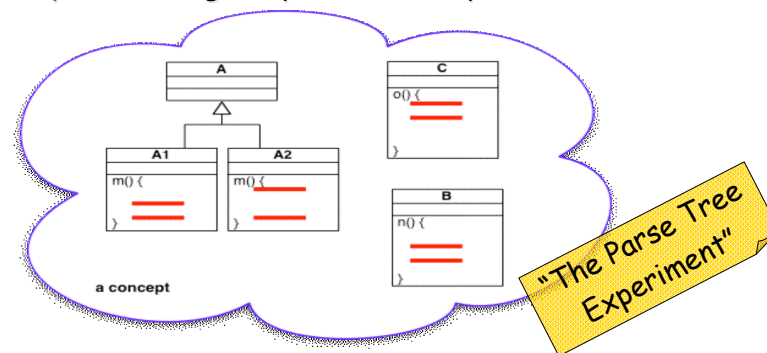 A
C
o() {
}
A1
A2
m() {
m() {
}
}
B
n() {
}
a concept
"The Parse Tree
Experiment"